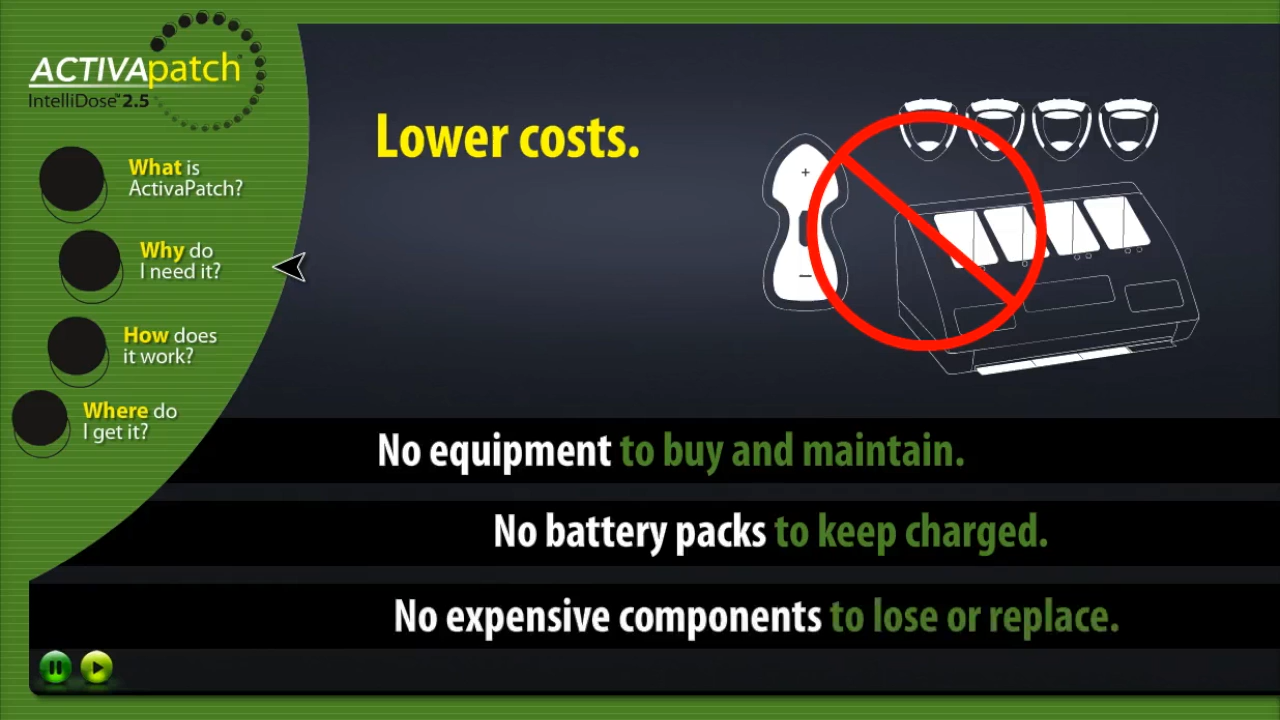 ACTIVApatch
IntelliDose™ 2.5
What is
ActivaPatch?
Why do
I need it?
How does
it work?
Where do
I get it?
Lower costs.
+
−
No equipment to buy and maintain.
No battery packs to keep charged.
No expensive components to lose or replace.